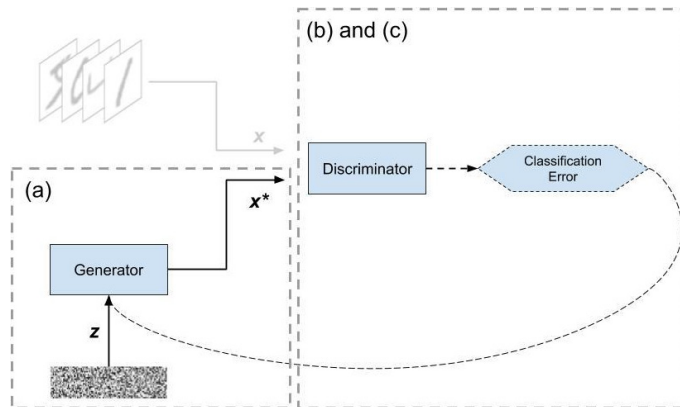 (b) and (c)
x
Discriminator
Classification
Error
(a)
x*
Generator
z